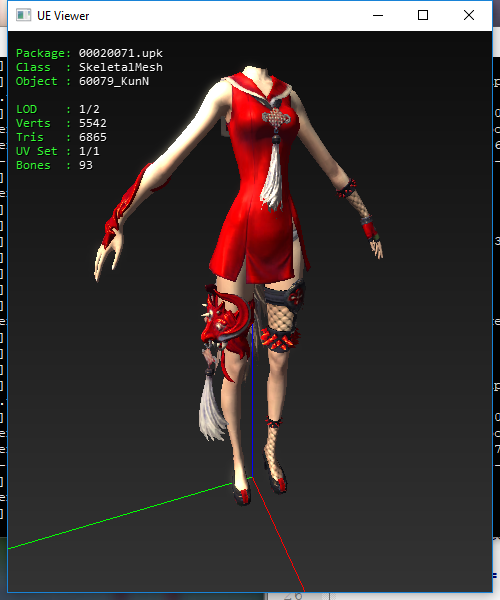 UE Viewer
Package: 00020071.upk
Class : SkeletalMesh
Object : 60079_KunN
LOD : 1/2
Verts : 5542
Tris : 6865
UV Set : 1/1
Bones : 93
26